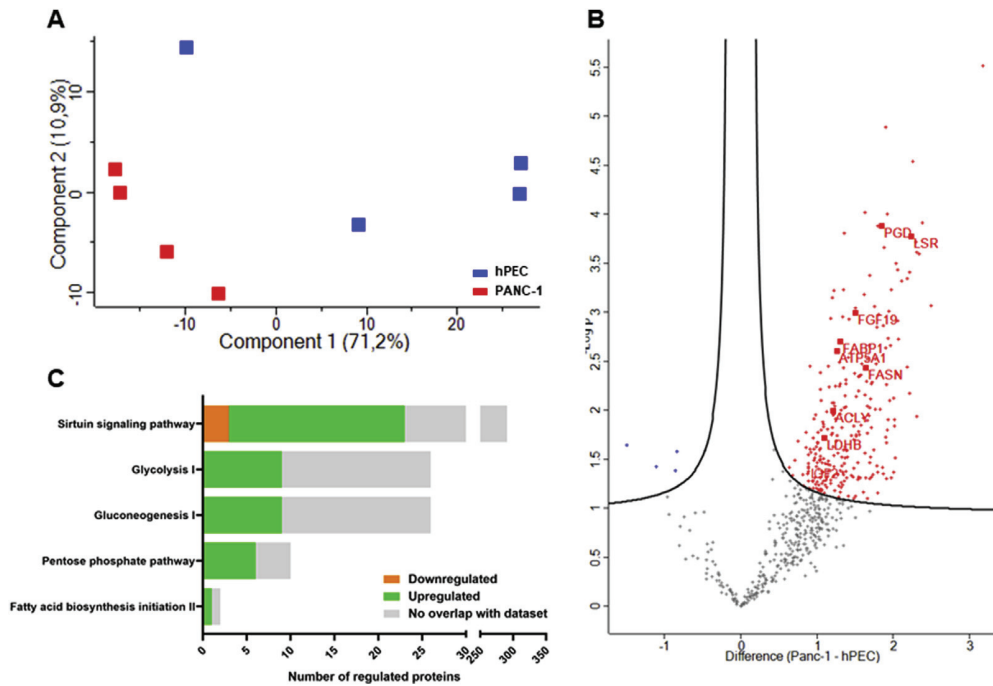 A
Component 2 (10,9%)
10
0
-10
-10
0
10
20
Component 1 (71,2%)
hPEC
PANC-1
B
5.5
5
4.5
4
3.5
3
2.5
2
1.5
1
0.5
0
-1
0
1
2
3
Difference (Panc-1 - hPEC)
PGD
LSR
FGF19
FABP1
ATP5A1
FASN
ACLY
LDHB
C
Sirtuin signaling pathway
Glycolysis I
Gluconeogenesis I
Pentose phosphate pathway
Fatty acid biosynthesis initiation II
Downregulated
Upregulated
No overlap with dataset
0
5
10
15
20
25
30
250
300
350
Number of regulated proteins